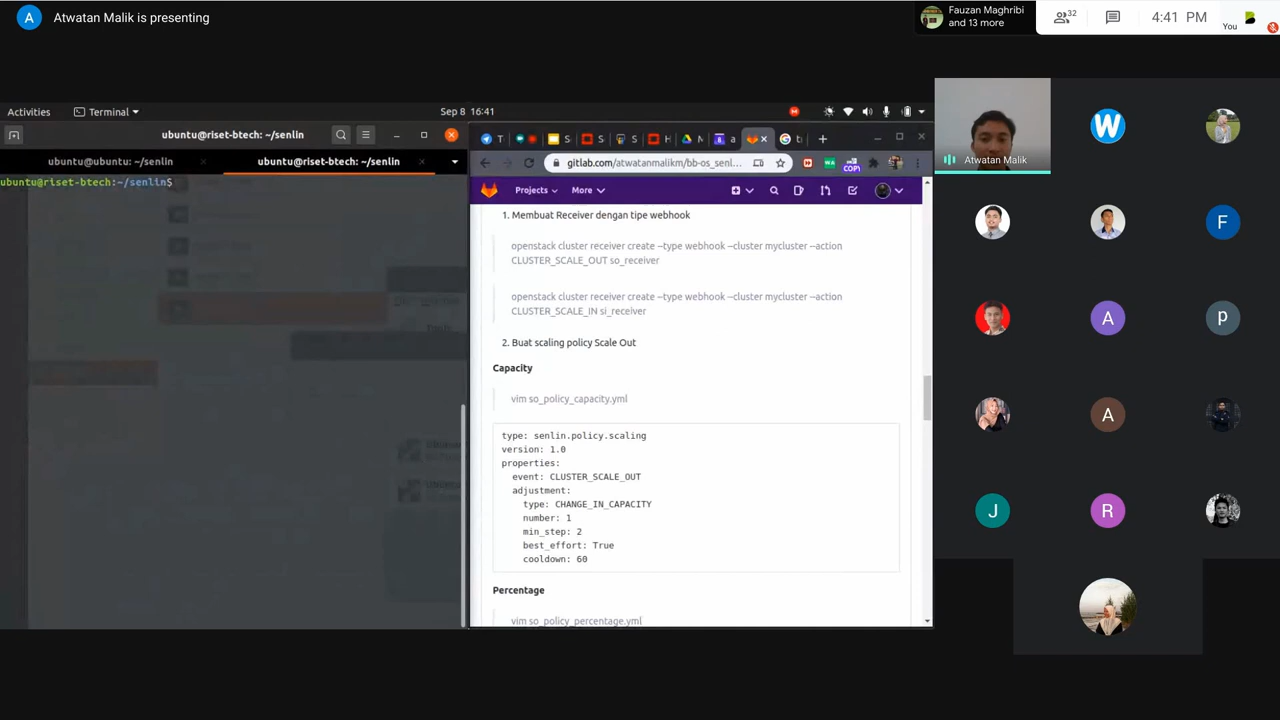 A
Atwatan Malik is presenting
Fauzan Maghribi
and 13 more
32
4:41 PM
You
Activities
Terminal
Sep 8 16:41
ubuntu@riset-btech: ~/senlin
ubuntu@ubuntu: ~/senlin
ubuntu@riset-btech: ~/senlin
ubuntu@riset-btech:~/senlin$
gitlab.com/atwatanmalikm/bb-os_senl...
COP!
Projects
More
1. Membuat Receiver dengan tipe webhook
openstack cluster receiver create –type webhook –cluster mycluster –action
CLUSTER_SCALE_OUT so_receiver
openstack cluster receiver create –type webhook –cluster mycluster –action
CLUSTER_SCALE_IN si_receiver
2. Buat scaling policy Scale Out
Capacity
vim so_policy_capacity.yml
type: senlin.policy.scaling
version: 1.0
properties:
event: CLUSTER_SCALE_OUT
adjustment:
type: CHANGE_IN_CAPACITY
number: 1
min_step: 2
best_effort: True
cooldown: 60
Percentage
vim so_policy_percentage.yml
Atwatan Malik
W
F
A
P
A
J
R